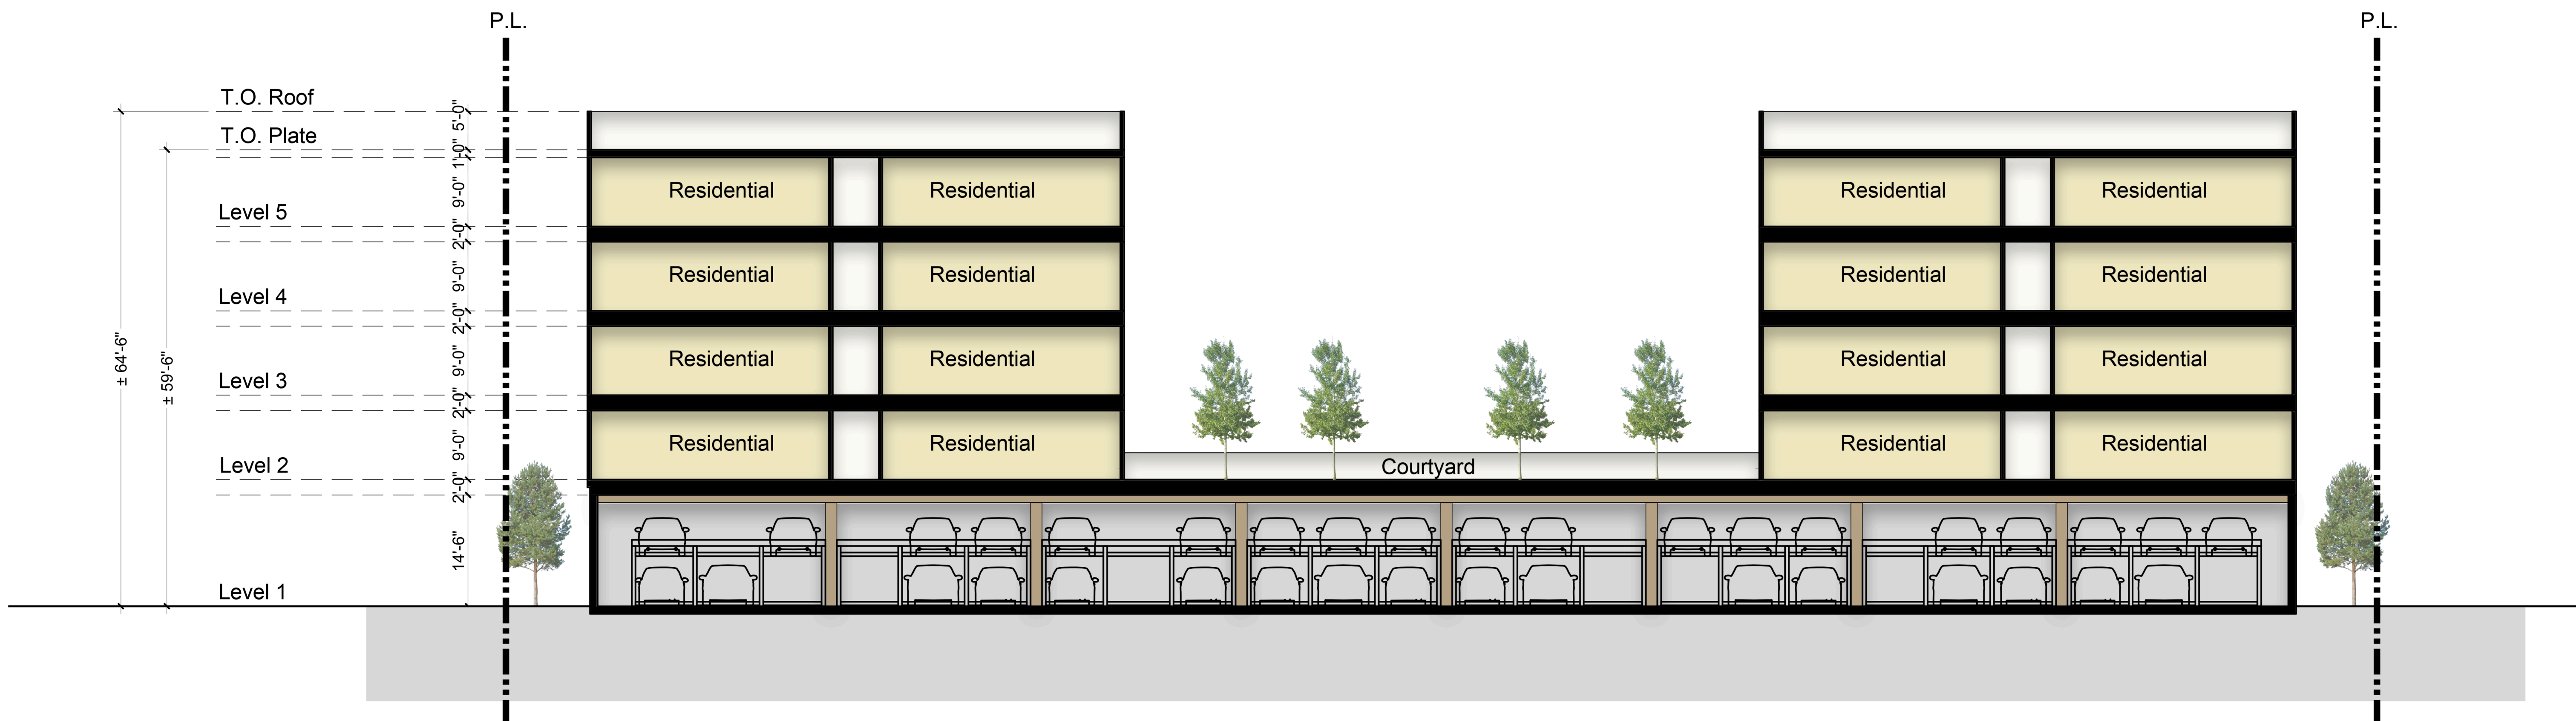 P.L.
P.L.
T.O. Roof
5'-0"
T.O. Plate
1'-0"
Residential
Residential
Residential
Residential
9'-0"
Level 5
2'-0"
Residential
Residential
Residential
Residential
9'-0"
Level 4
2'-0"
Residential
Residential
Residential
Residential
9'-0"
± 64'-6"
± 59'-6"
Level 3
2'-0"
Residential
Residential
Residential
Residential
9'-0"
Level 2
Courtyard
2'-0"
14'-6"
Level 1